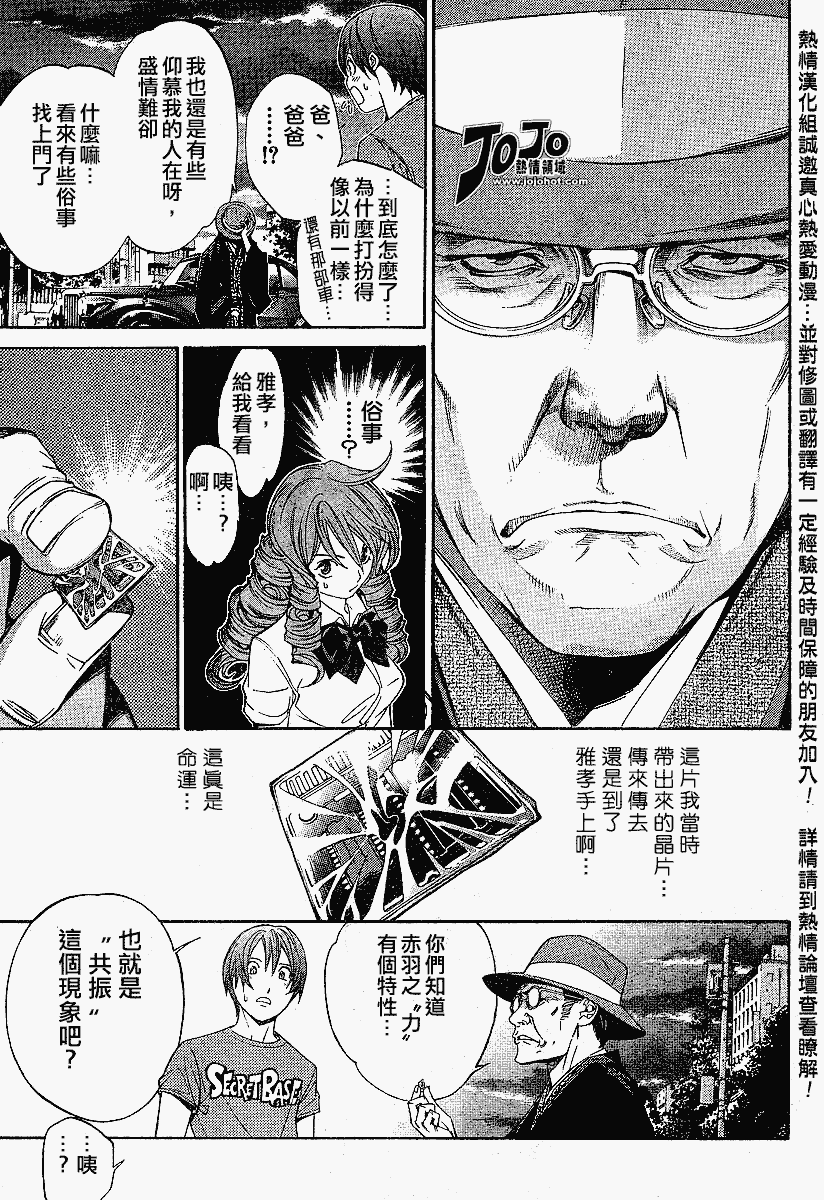 JOJO
熱情領域
www.jojohot.com
爸、
爸爸
……!?
…到底怎麼了…
為什麼打扮得
像以前一樣…
還有那部車…
我也還是有些
仰慕我的人在呀，
盛情難卻
什麼嘛…
看來有些俗事
找上門了
俗事
……?
雅孝，
給我看看
咦…?
啊…
這片我當時
帶出來的晶片…
傳來傳去
還是到了
雅孝手上啊…
這眞是
命運…
你們知道
赤羽之〝力〞
有個特性…
SECRET BASE
也就是
〝共振〞
這個現象吧?
…咦
…?
熱情漢化組誠邀真心熱愛動漫…並對修圖或翻譯有一定經驗及時間保障的朋友加入！ 詳情請到熱情論壇查看瞭解！